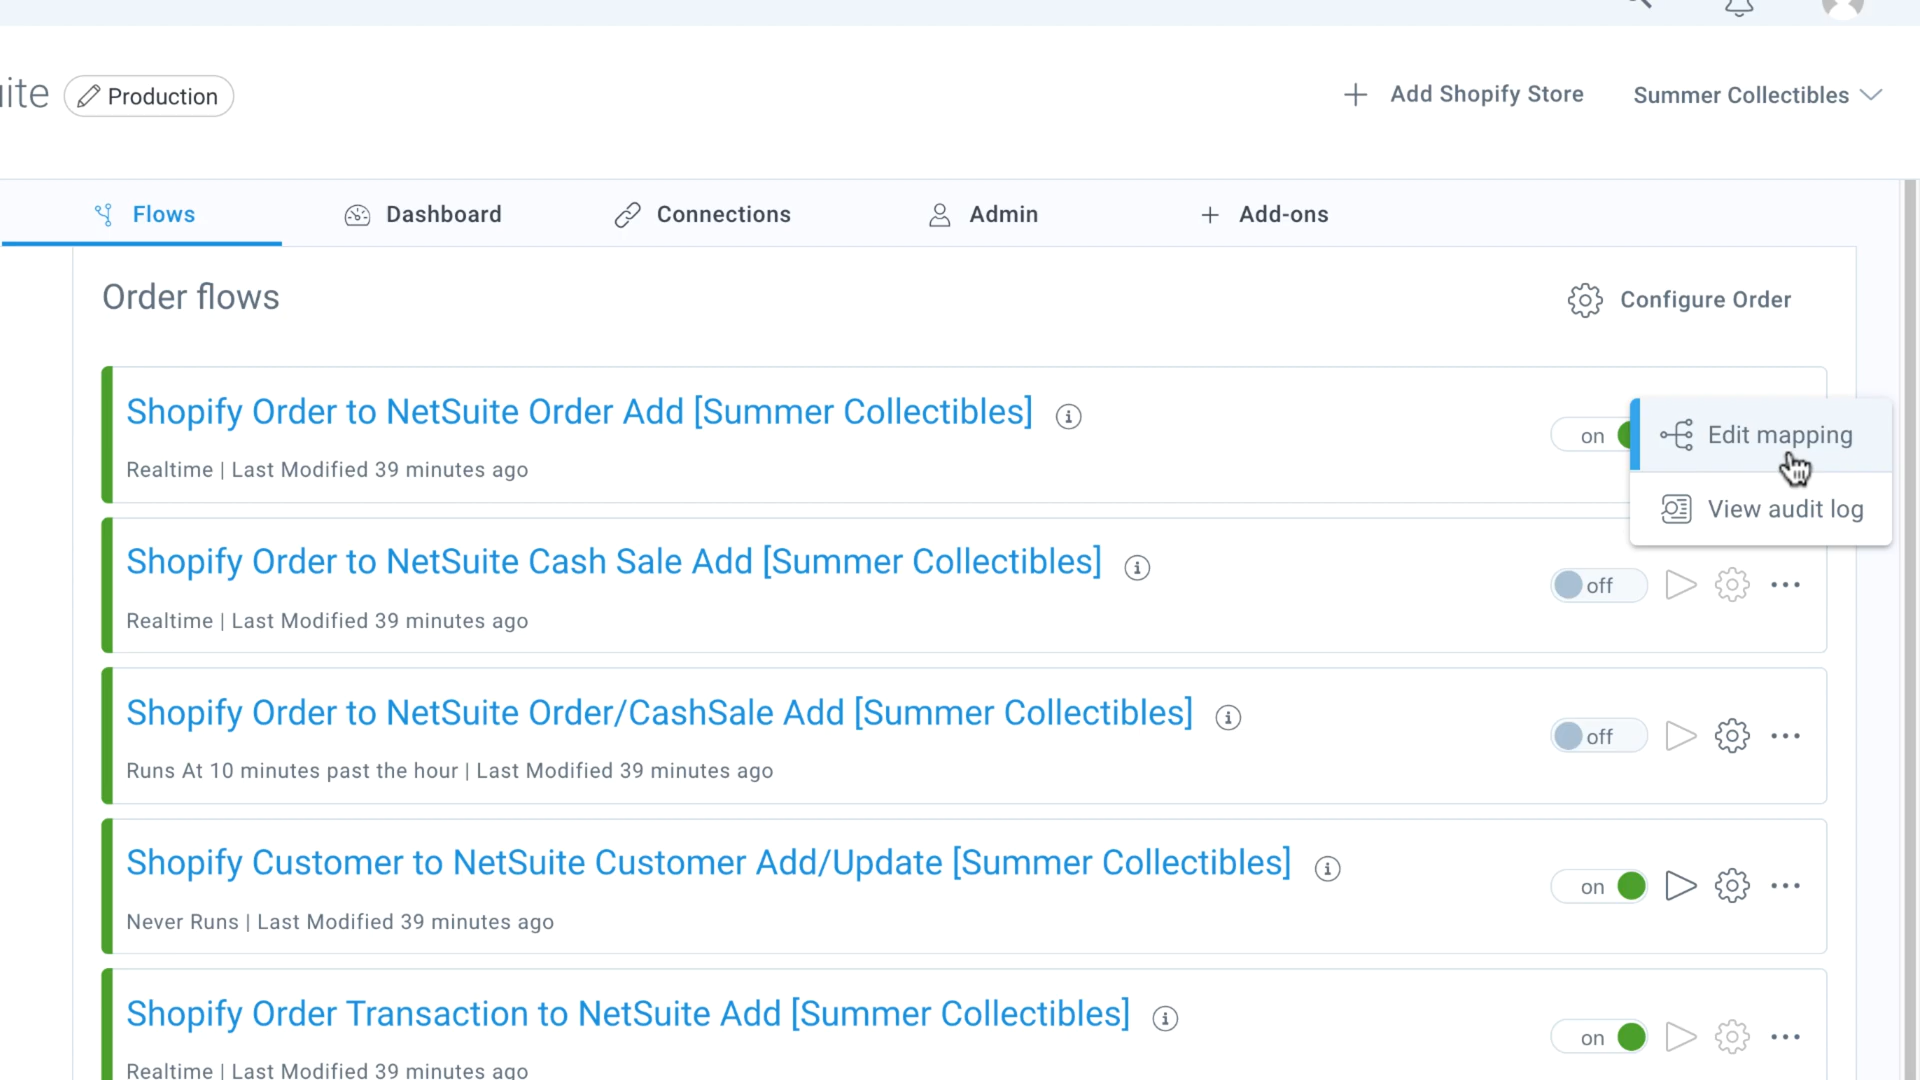 Production
Add Shopify Store
Summer Collectibles
Flows
Dashboard
Connections
Admin
Add-ons
Order flows
Configure Order
Shopify Order to NetSuite Order Add [Summer Collectibles]
Realtime | Last Modified 39 minutes ago
on
Edit mapping
View audit log
Shopify Order to NetSuite Cash Sale Add [Summer Collectibles]
Realtime | Last Modified 39 minutes ago
off
Shopify Order to NetSuite Order/CashSale Add [Summer Collectibles]
Runs At 10 minutes past the hour | Last Modified 39 minutes ago
off
Shopify Customer to NetSuite Customer Add/Update [Summer Collectibles]
Never Runs | Last Modified 39 minutes ago
on
Shopify Order Transaction to NetSuite Add [Summer Collectibles]
Realtime | Last Modified 39 minutes ago
on